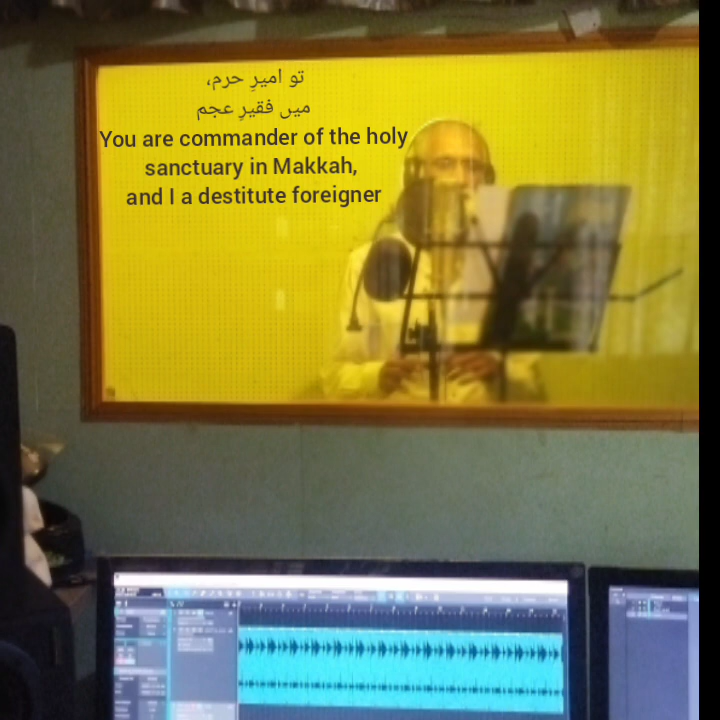 تو امیرِ حرم،
میں فقیرِ عجم
You are commander of the holy
sanctuary in Makkah,
and I a destitute foreigner